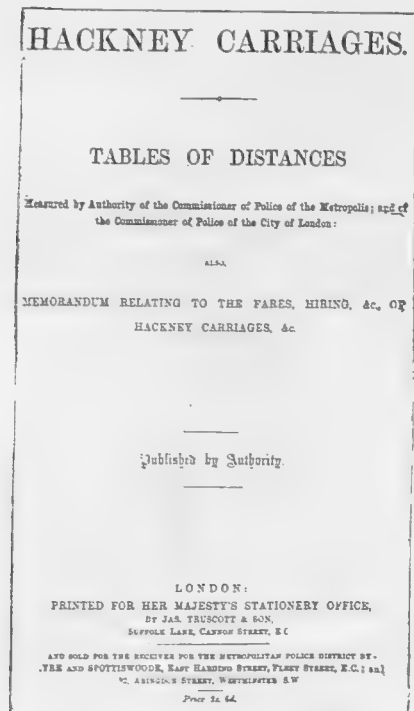 HACKNEY CARRIAGES.
TABLES OF DISTANCES
Measured by Authority of the Commissioner of Police of the Metropolis; and of
the Commissioner of Police of the City of London:
ALSO,
MEMORANDUM RELATING TO THE FARES, HIRING, &c., OF
HACKNEY CARRIAGES, &c.
Published by Authority.
LONDON:
PRINTED FOR HER MAJESTY'S STATIONERY OFFICE,
BY JAS. TRUSCOTT & SON,
SUFFOLK LANE, CANNON STREET, E C
AND SOLD FOR THE RECEIVER FOR THE METROPOLITAN POLICE DISTRICT BY
YRE AND SPOTTISWOODE, EAST HARDING STREET, FLEET STREET, E.C.; and
ABINGDON STREET, WESTMINSTER S.W
Price 6d.